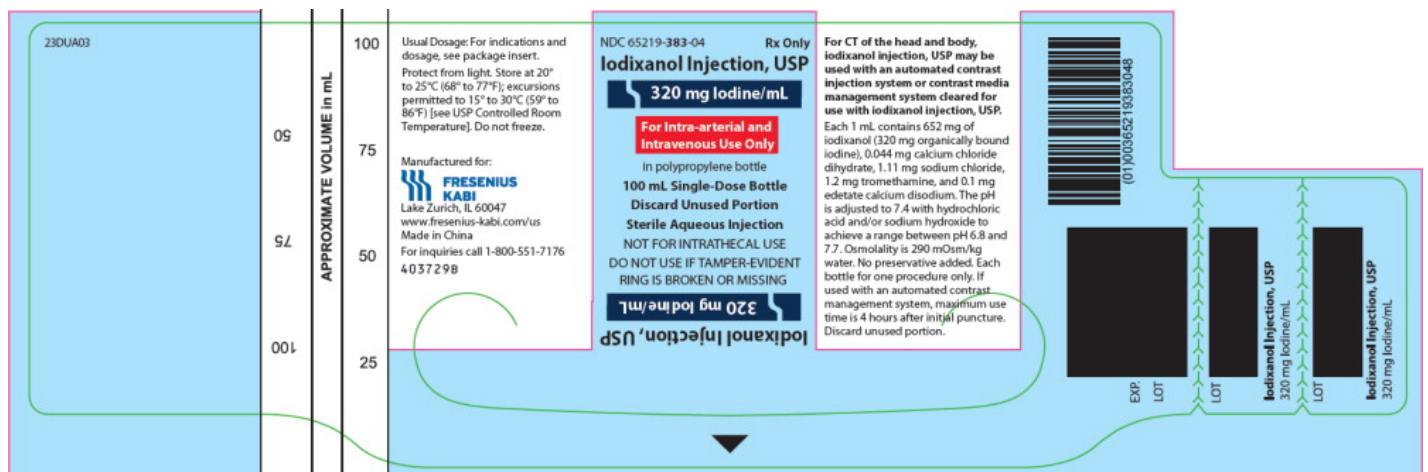 23DUA03
50
75
100
APPROXIMATE VOLUME in mL
100
75
50
25
Usual Dosage: For indications and
dosage, see package insert.
Protect from light. Store at 20°
to 25°C (68° to 77°F); excursions
permitted to 15° to 30°C (59° to
86°F) [see USP Controlled Room
Temperature]. Do not freeze.
Manufactured for:
FRESENIUS
KABI
Lake Zurich, IL 60047
www.fresenius-kabi.com/us
Made in China
For inquiries call 1-800-551-7176
403729B
NDC 65219-383-04 Rx Only
Iodixanol Injection, USP
320 mg Iodine/mL
For Intra-arterial and
Intravenous Use Only
in polypropylene bottle
100 mL Single-Dose Bottle
Discard Unused Portion
Sterile Aqueous Injection
NOT FOR INTRATHECAL USE
DO NOT USE IF TAMPER-EVIDENT
RING IS BROKEN OR MISSING
320 mg Iodine/mL
Iodixanol Injection, USP
For CT of the head and body,
iodixanol injection, USP may be
used with an automated contrast
injection system or contrast media
management system cleared for
use with iodixanol injection, USP.
Each 1 mL contains 652 mg of
iodixanol (320 mg organically bound
iodine), 0.044 mg calcium chloride
dihydrate, 1.11 mg sodium chloride,
1.2 mg tromethamine, and 0.1 mg
edetate calcium disodium. The pH
is adjusted to 7.4 with hydrochloric
acid and/or sodium hydroxide to
achieve a range between pH 6.8 and
7.7. Osmolality is 290 mOsm/kg
water. No preservative added. Each
bottle for one procedure only. If
used with an automated contrast
management system, maximum use
time is 4 hours after initial puncture.
Discard unused portion.
(01)00365219383048
EXP.
LOT
LOT
Iodixanol Injection, USP
320 mg Iodine/mL
LOT
Iodixanol Injection, USP
320 mg Iodine/mL